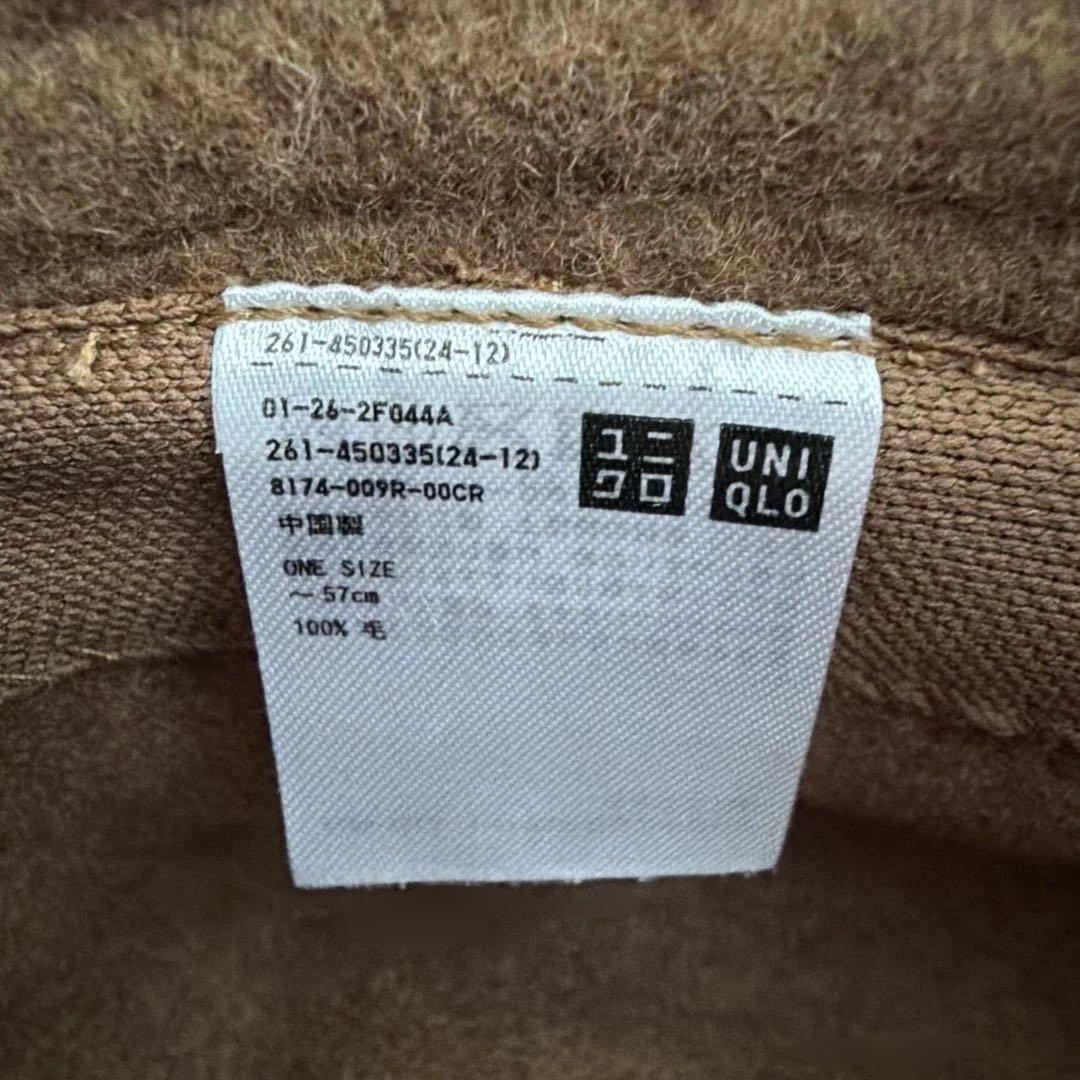 261-450335(24-12)
01-26-2F044A
261-450335(24-12)
8174-009R-00CR
中国製
ONE SIZE
～57cm
100% 毛
ユニ
クロ
UNI
QLO